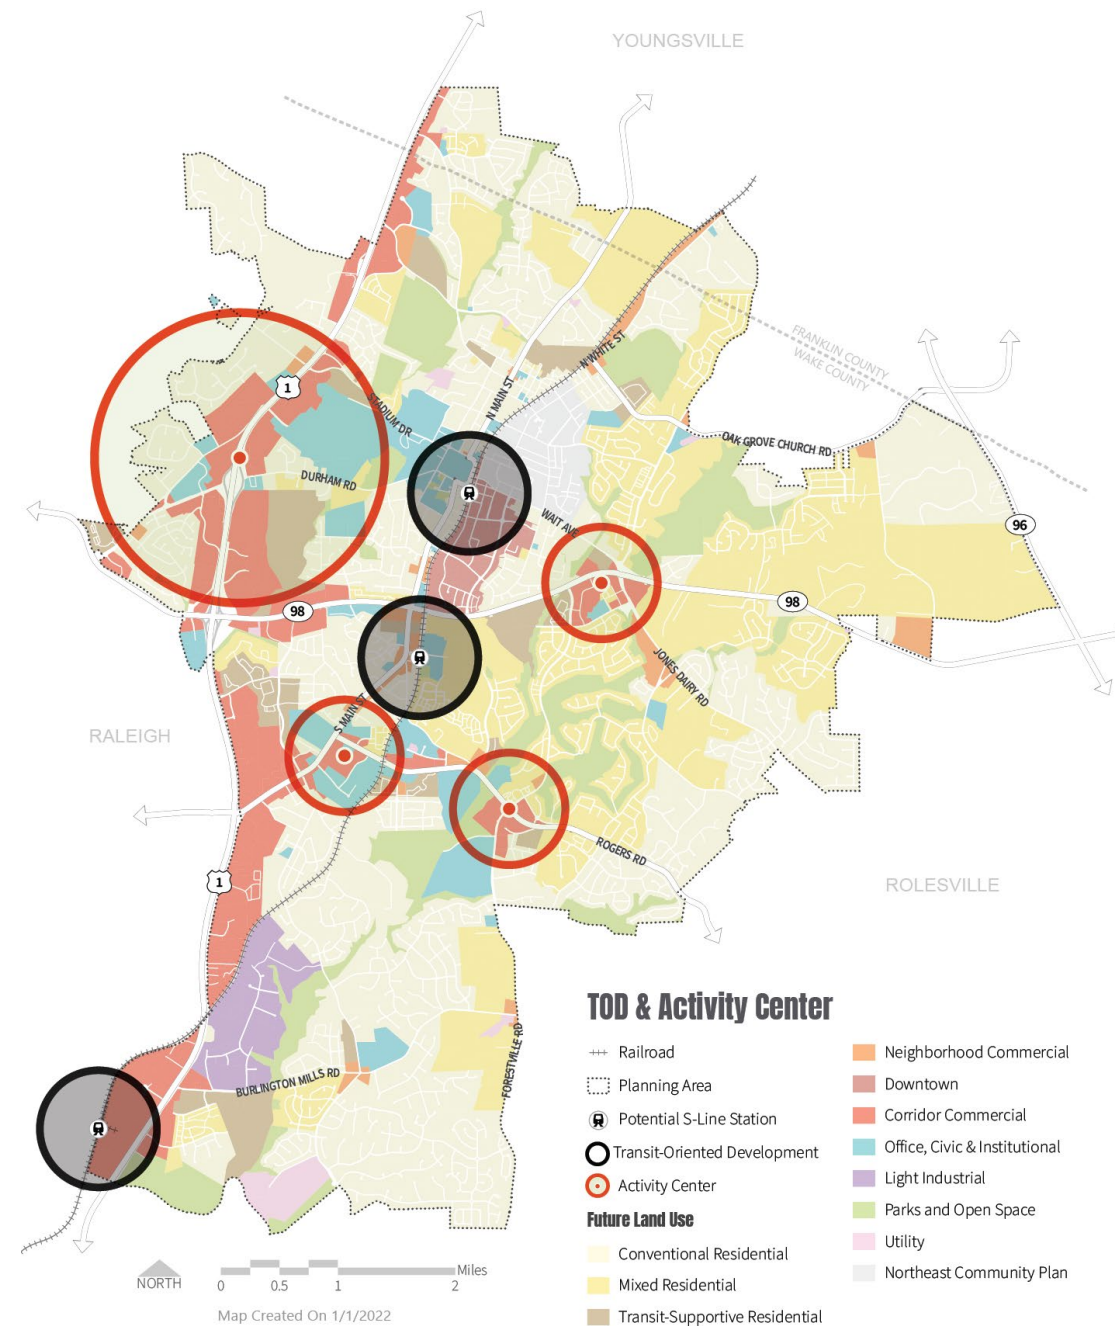 YOUNGSVILLE
FRANKLIN COUNTY
WAKE COUNTY
1
STADIUM DR
N MAIN ST
N WHITE ST
OAK GROVE CHURCH RD
DURHAM RD
WAIT AVE
96
98
98
JONES DAIRY RD
S MAIN ST
RALEIGH
ROGERS RD
1
ROLESVILLE
FORESTVILLE RD
BURLINGTON MILLS RD
TOD & Activity Center
Railroad
Planning Area
Potential S-Line Station
Transit-Oriented Development
Activity Center
Future Land Use
Conventional Residential
Mixed Residential
Transit-Supportive Residential
Neighborhood Commercial
Downtown
Corridor Commercial
Office, Civic & Institutional
Light Industrial
Parks and Open Space
Utility
Northeast Community Plan
NORTH
Miles
0 0.5 1 2
Map Created On 1/1/2022